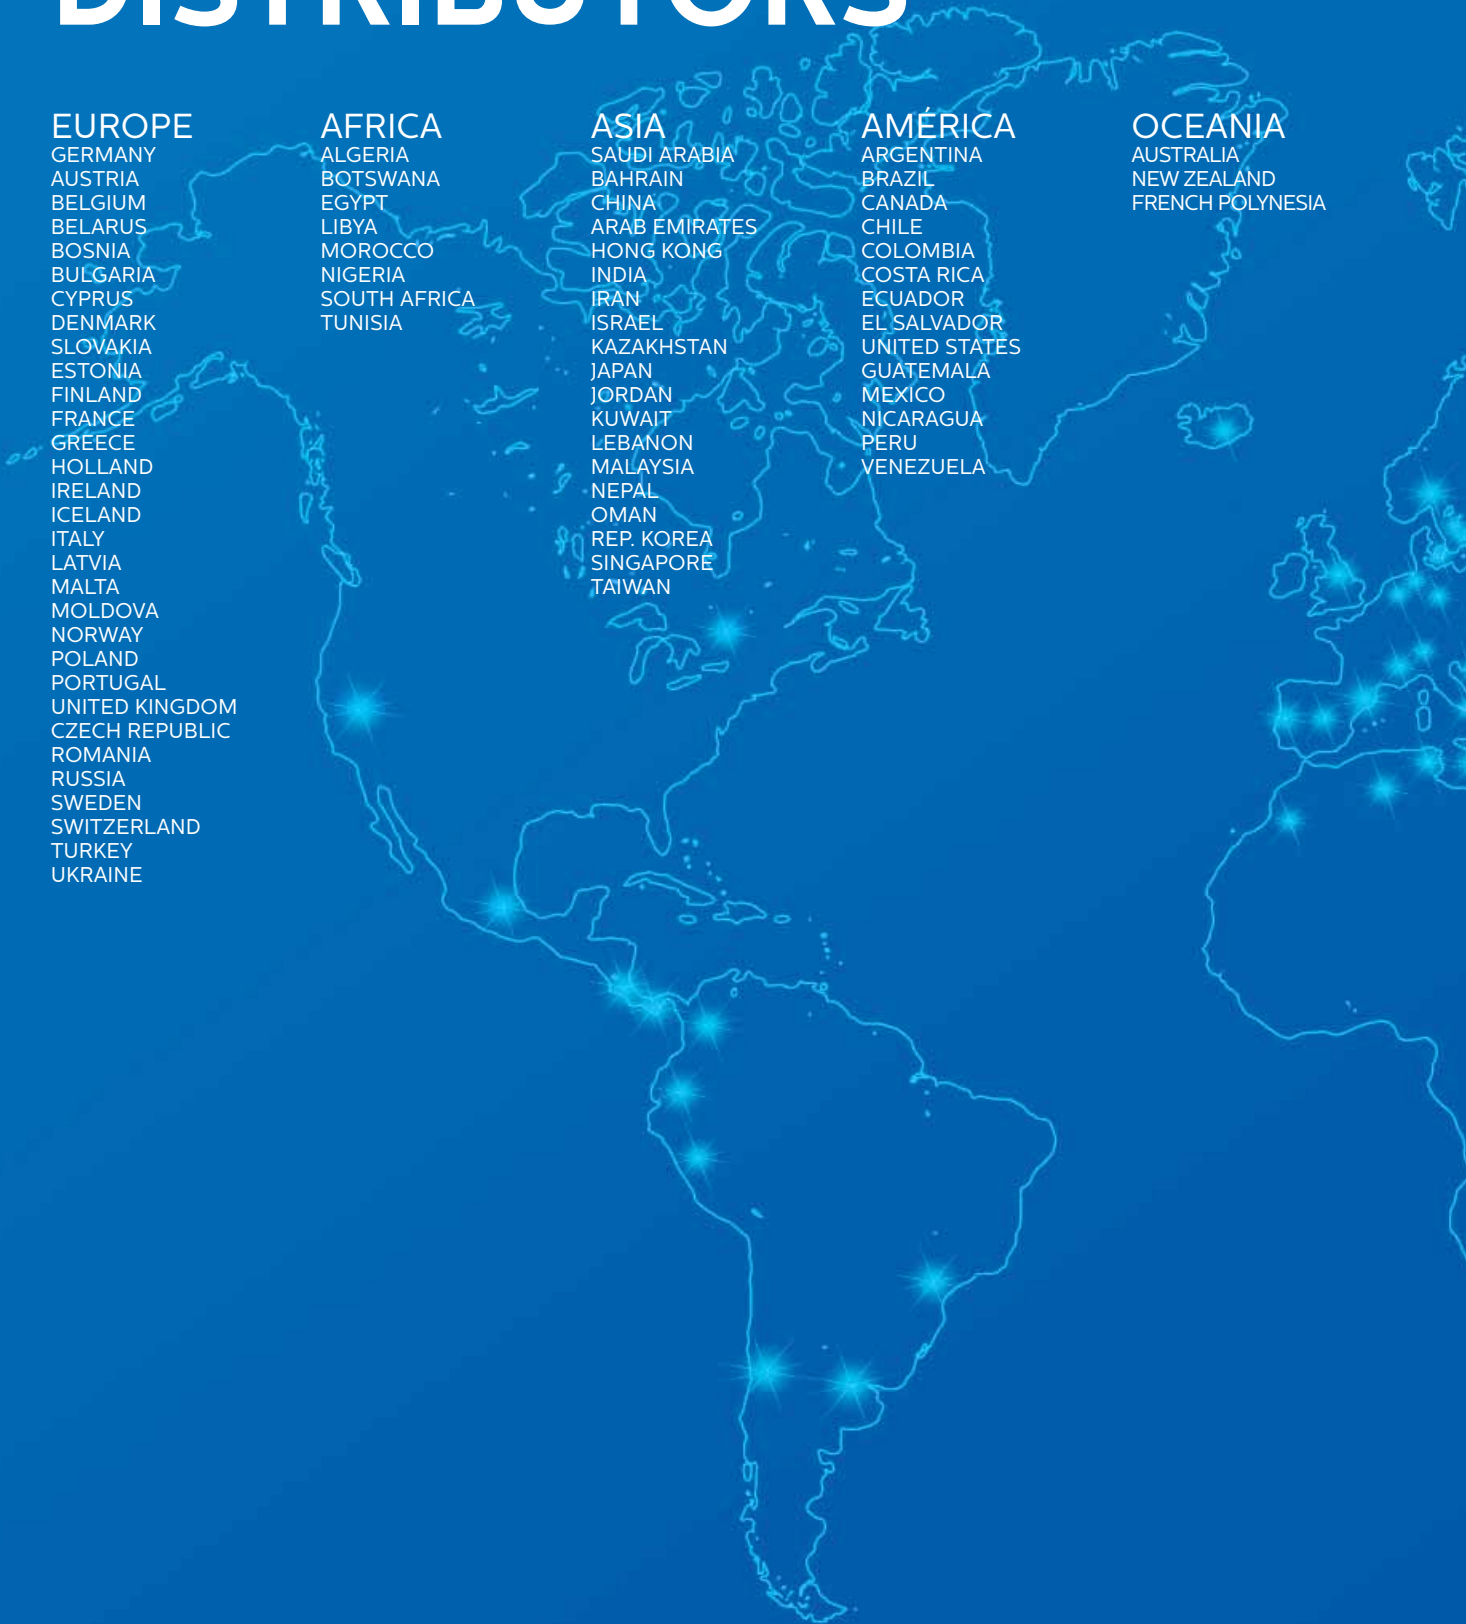 DISTRIBUTORS
EUROPE
GERMANY
AUSTRIA
BELGIUM
BELARUS
BOSNIA
BULGARIA
CYPRUS
DENMARK
SLOVAKIA
ESTONIA
FINLAND
FRANCE
GREECE
HOLLAND
IRELAND
ICELAND
ITALY
LATVIA
MALTA
MOLDOVA
NORWAY
POLAND
PORTUGAL
UNITED KINGDOM
CZECH REPUBLIC
ROMANIA
RUSSIA
SWEDEN
SWITZERLAND
TURKEY
UKRAINE
AFRICA
ALGERIA
BOTSWANA
EGYPT
LIBYA
MOROCCO
NIGERIA
SOUTH AFRICA
TUNISIA
ASIA
SAUDI ARABIA
BAHRAIN
CHINA
ARAB EMIRATES
HONG KONG
INDIA
IRAN
ISRAEL
KAZAKHSTAN
JAPAN
JORDAN
KUWAIT
LEBANON
MALAYSIA
NEPAL
OMAN
REP. KOREA
SINGAPORE
TAIWAN
AMÉRICA
ARGENTINA
BRAZIL
CANADA
CHILE
COLOMBIA
COSTA RICA
ECUADOR
EL SALVADOR
UNITED STATES
GUATEMALA
MEXICO
NICARAGUA
PERU
VENEZUELA
OCEANIA
AUSTRALIA
NEW ZEALAND
FRENCH POLYNESIA